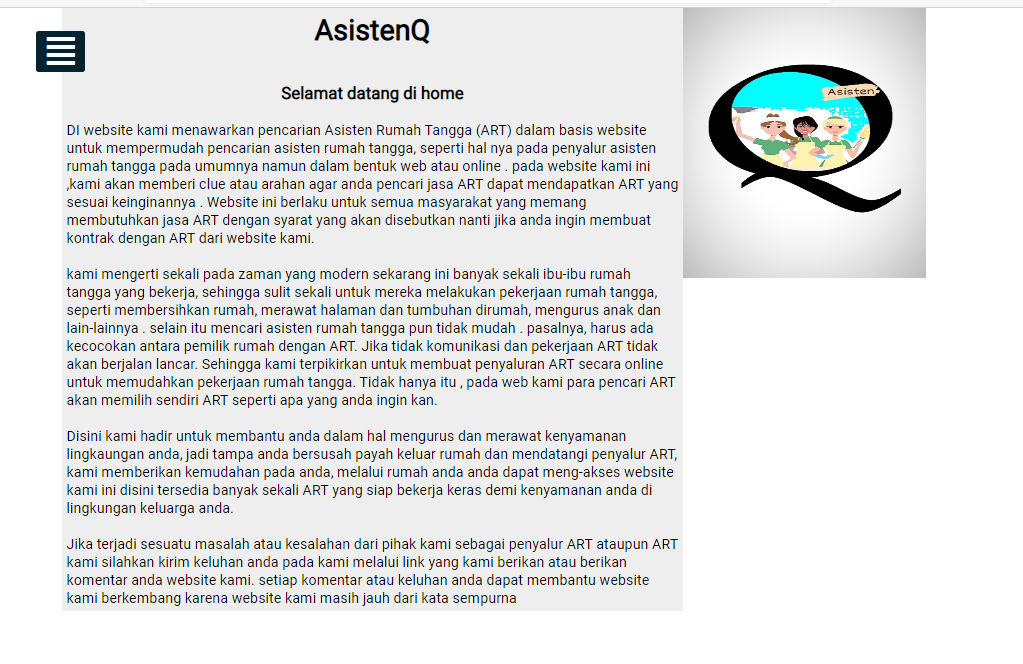 AsistenQ
Asisten
Selamat datang di home
DI website kami menawarkan pencarian Asisten Rumah Tangga (ART) dalam basis website
untuk mempermudah pencarian asisten rumah tangga, seperti hal nya pada penyalur asisten
rumah tangga pada umumnya namun dalam bentuk web atau online . pada website kami ini
,kami akan memberi clue atau arahan agar anda pencari jasa ART dapat mendapatkan ART yang
sesuai keinginannya . Website ini berlaku untuk semua masyarakat yang memang
membutuhkan jasa ART dengan syarat yang akan disebutkan nanti jika anda ingin membuat
kontrak dengan ART dari website kami.
kami mengerti sekali pada zaman yang modern sekarang ini banyak sekali ibu-ibu rumah
tangga yang bekerja, sehingga sulit sekali untuk mereka melakukan pekerjaan rumah tangga,
seperti membersihkan rumah, merawat halaman dan tumbuhan dirumah, mengurus anak dan
lain-lainnya . selain itu mencari asisten rumah tangga pun tidak mudah . pasalnya, harus ada
kecocokan antara pemilik rumah dengan ART. Jika tidak komunikasi dan pekerjaan ART tidak
akan berjalan lancar. Sehingga kami terpikirkan untuk membuat penyaluran ART secara online
untuk memudahkan pekerjaan rumah tangga. Tidak hanya itu , pada web kami para pencari ART
akan memilih sendiri ART seperti apa yang anda ingin kan.
Disini kami hadir untuk membantu anda dalam hal mengurus dan merawat kenyamanan
lingkaungan anda, jadi tampa anda bersusah payah keluar rumah dan mendatangi penyalur ART,
kami memberikan kemudahan pada anda, melalui rumah anda anda dapat meng-akses website
kami ini disini tersedia banyak sekali ART yang siap bekerja keras demi kenyamanan anda di
lingkungan keluarga anda.
Jika terjadi sesuatu masalah atau kesalahan dari pihak kami sebagai penyalur ART ataupun ART
kami silahkan kirim keluhan anda pada kami melalui link yang kami berikan atau berikan
komentar anda website kami. setiap komentar atau keluhan anda dapat membantu website
kami berkembang karena website kami masih jauh dari kata sempurna